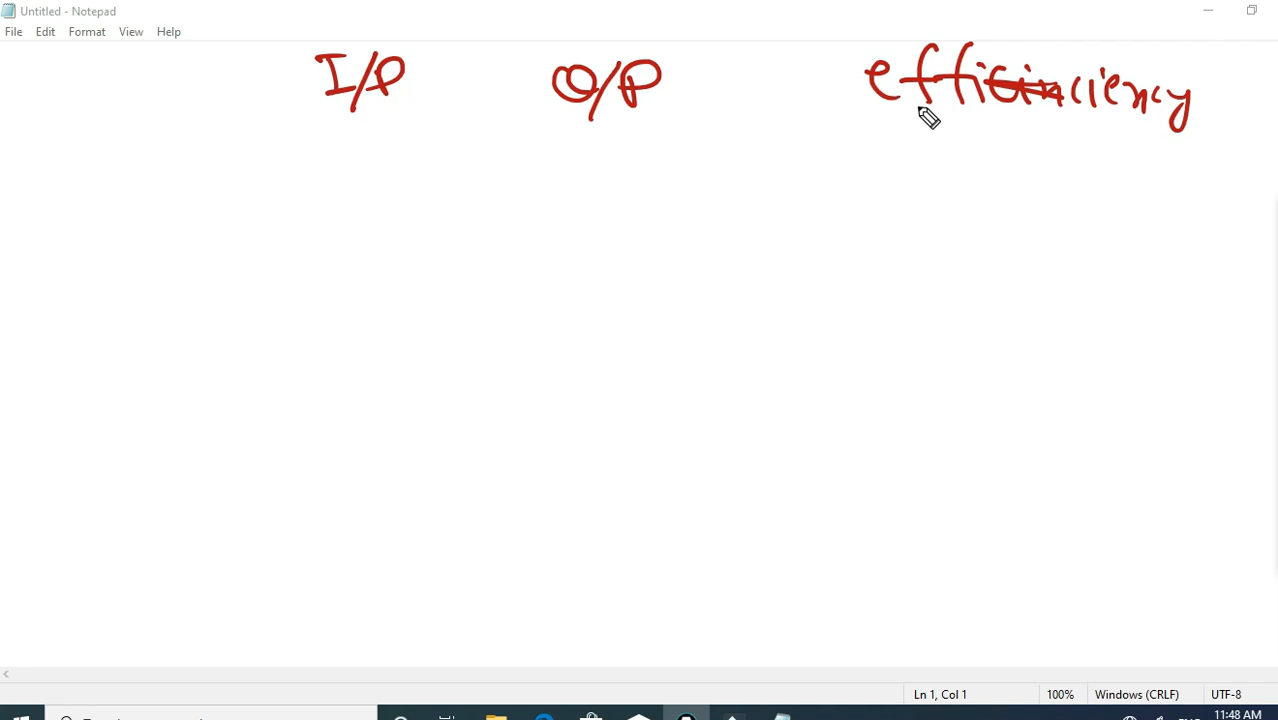 Untitled - Notepad
File Edit Format View Help
I/P O/P efficiency
Ln 1, Col 1 100% Windows (CRLF) UTF-8
11:48 AM